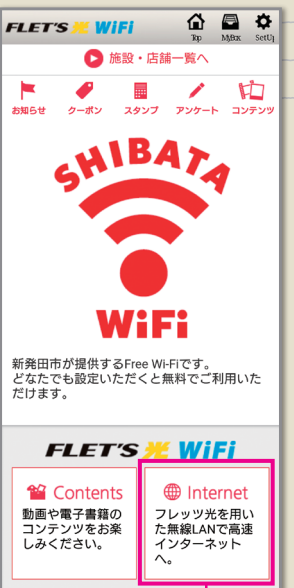 FLET'S 光 WiFi
Top MyBox SetUp
施設・店舗一覧へ
お知らせ クーポン スタンプ アンケート コンテンツ
SHIBATA
WiFi
新発田市が提供するFree Wi-Fiです。
どなたでも設定いただくと無料でご利用いた
だけます。
FLET'S 光 WiFi
Contents
動画や電子書籍の
コンテンツをお楽
しみください。
Internet
フレッツ光を用い
た無線LANで高速
インターネット
へ。